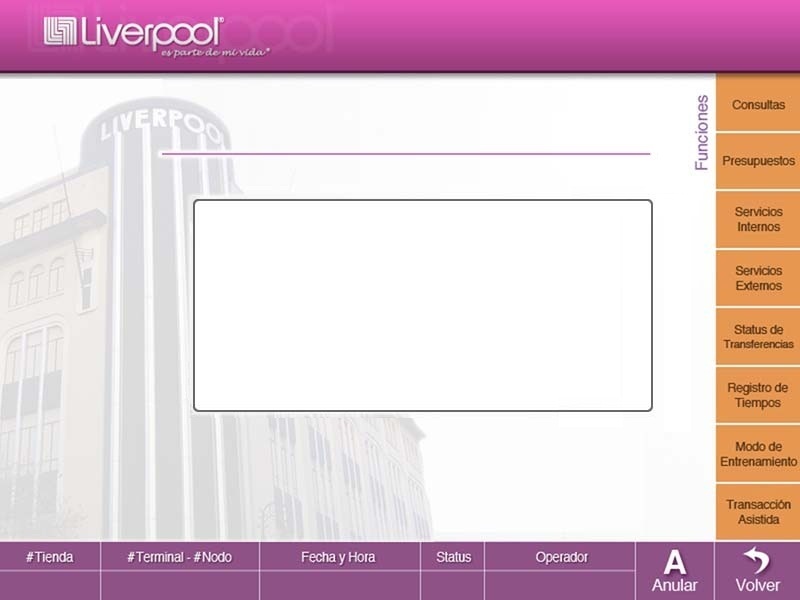 Liverpool®
es parte de mi vida®
LIVERPOO
Funciones
Consultas
Presupuestos
Servicios
Internos
Servicios
Externos
Status de
Transferencias
Registro de
Tiempos
Modo de
Entrenamiento
Transacción
Asistida
#Tienda
#Terminal - #Nodo
Fecha y Hora
Status
Operador
A
Anular
Volver